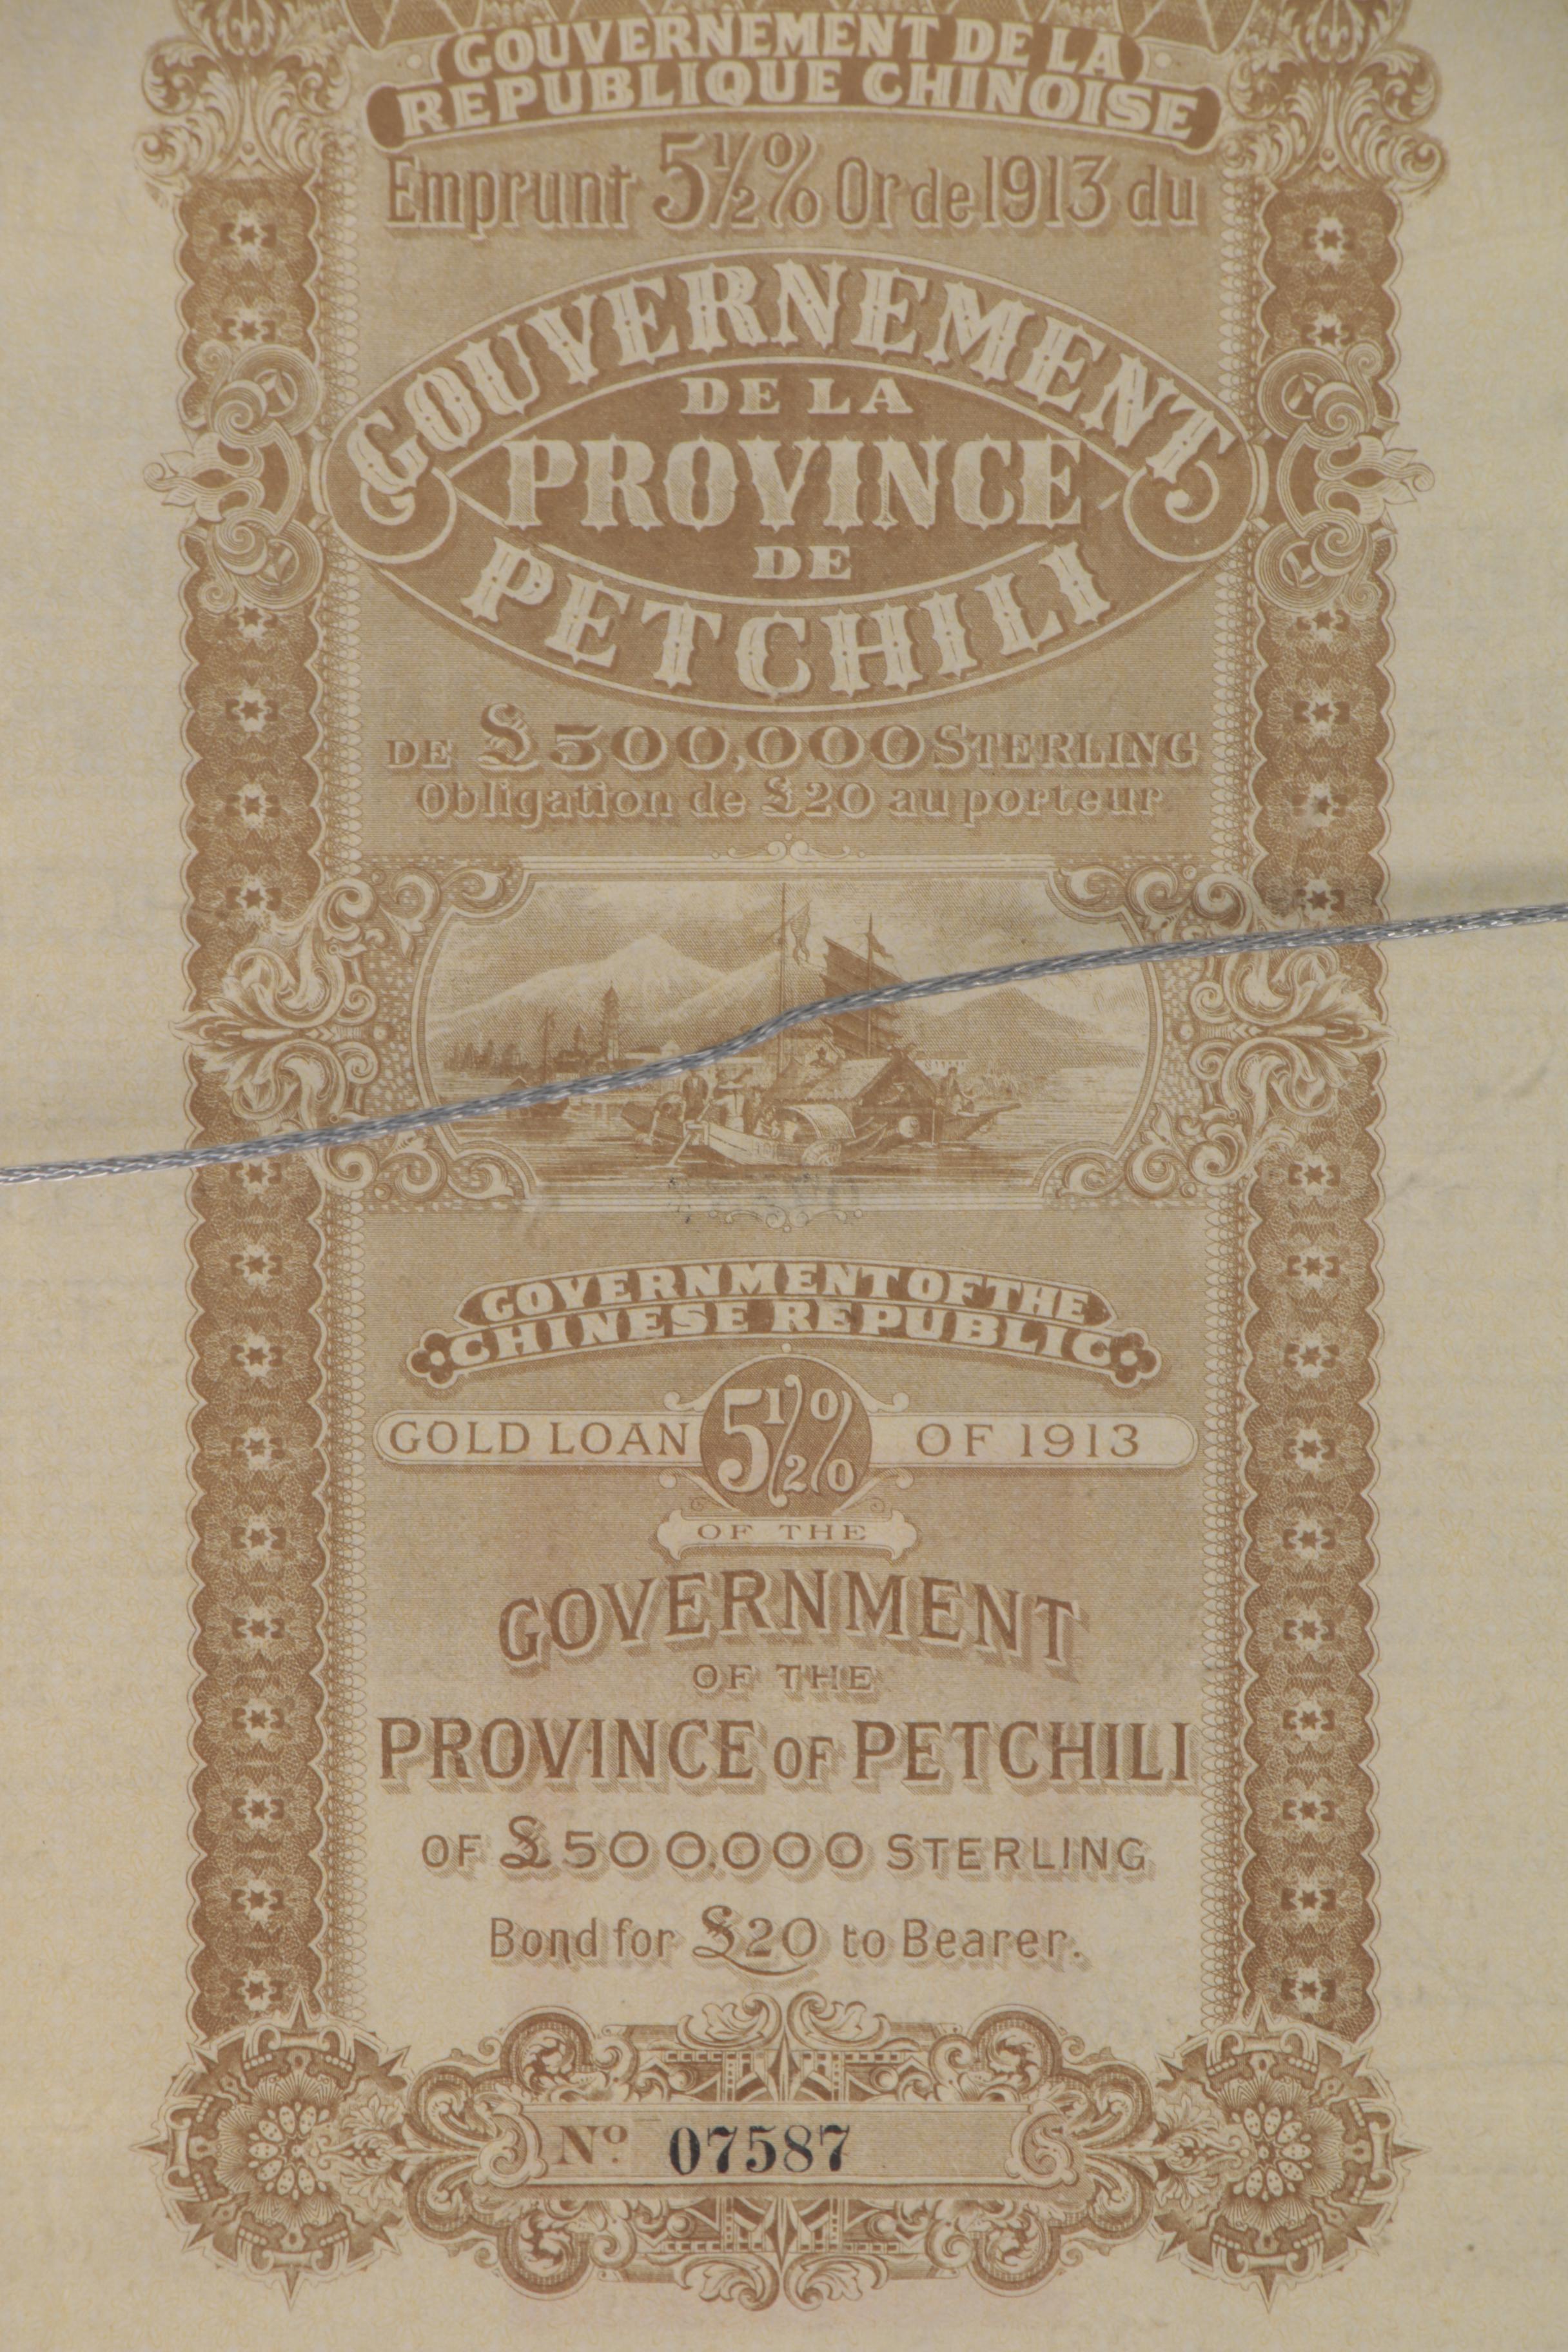 GOUVERNEMENT DE LA
REPUBLIQUE CHINOISE
Emprunt 5½% Or de 1913 du
GOUVERNEMENT
DE LA
PROVINCE
DE
PETCHILI
DE £500,000 STERLING
Obligation de £20 au porteur
GOVERNMENT OF THE
CHINESE REPUBLIC
GOLD LOAN 5½% OF 1913
OF THE
GOVERNMENT
OF THE
PROVINCE OF PETCHILI
OF £500.000 STERLING
Bond for £20 to Bearer.
Nº 07587